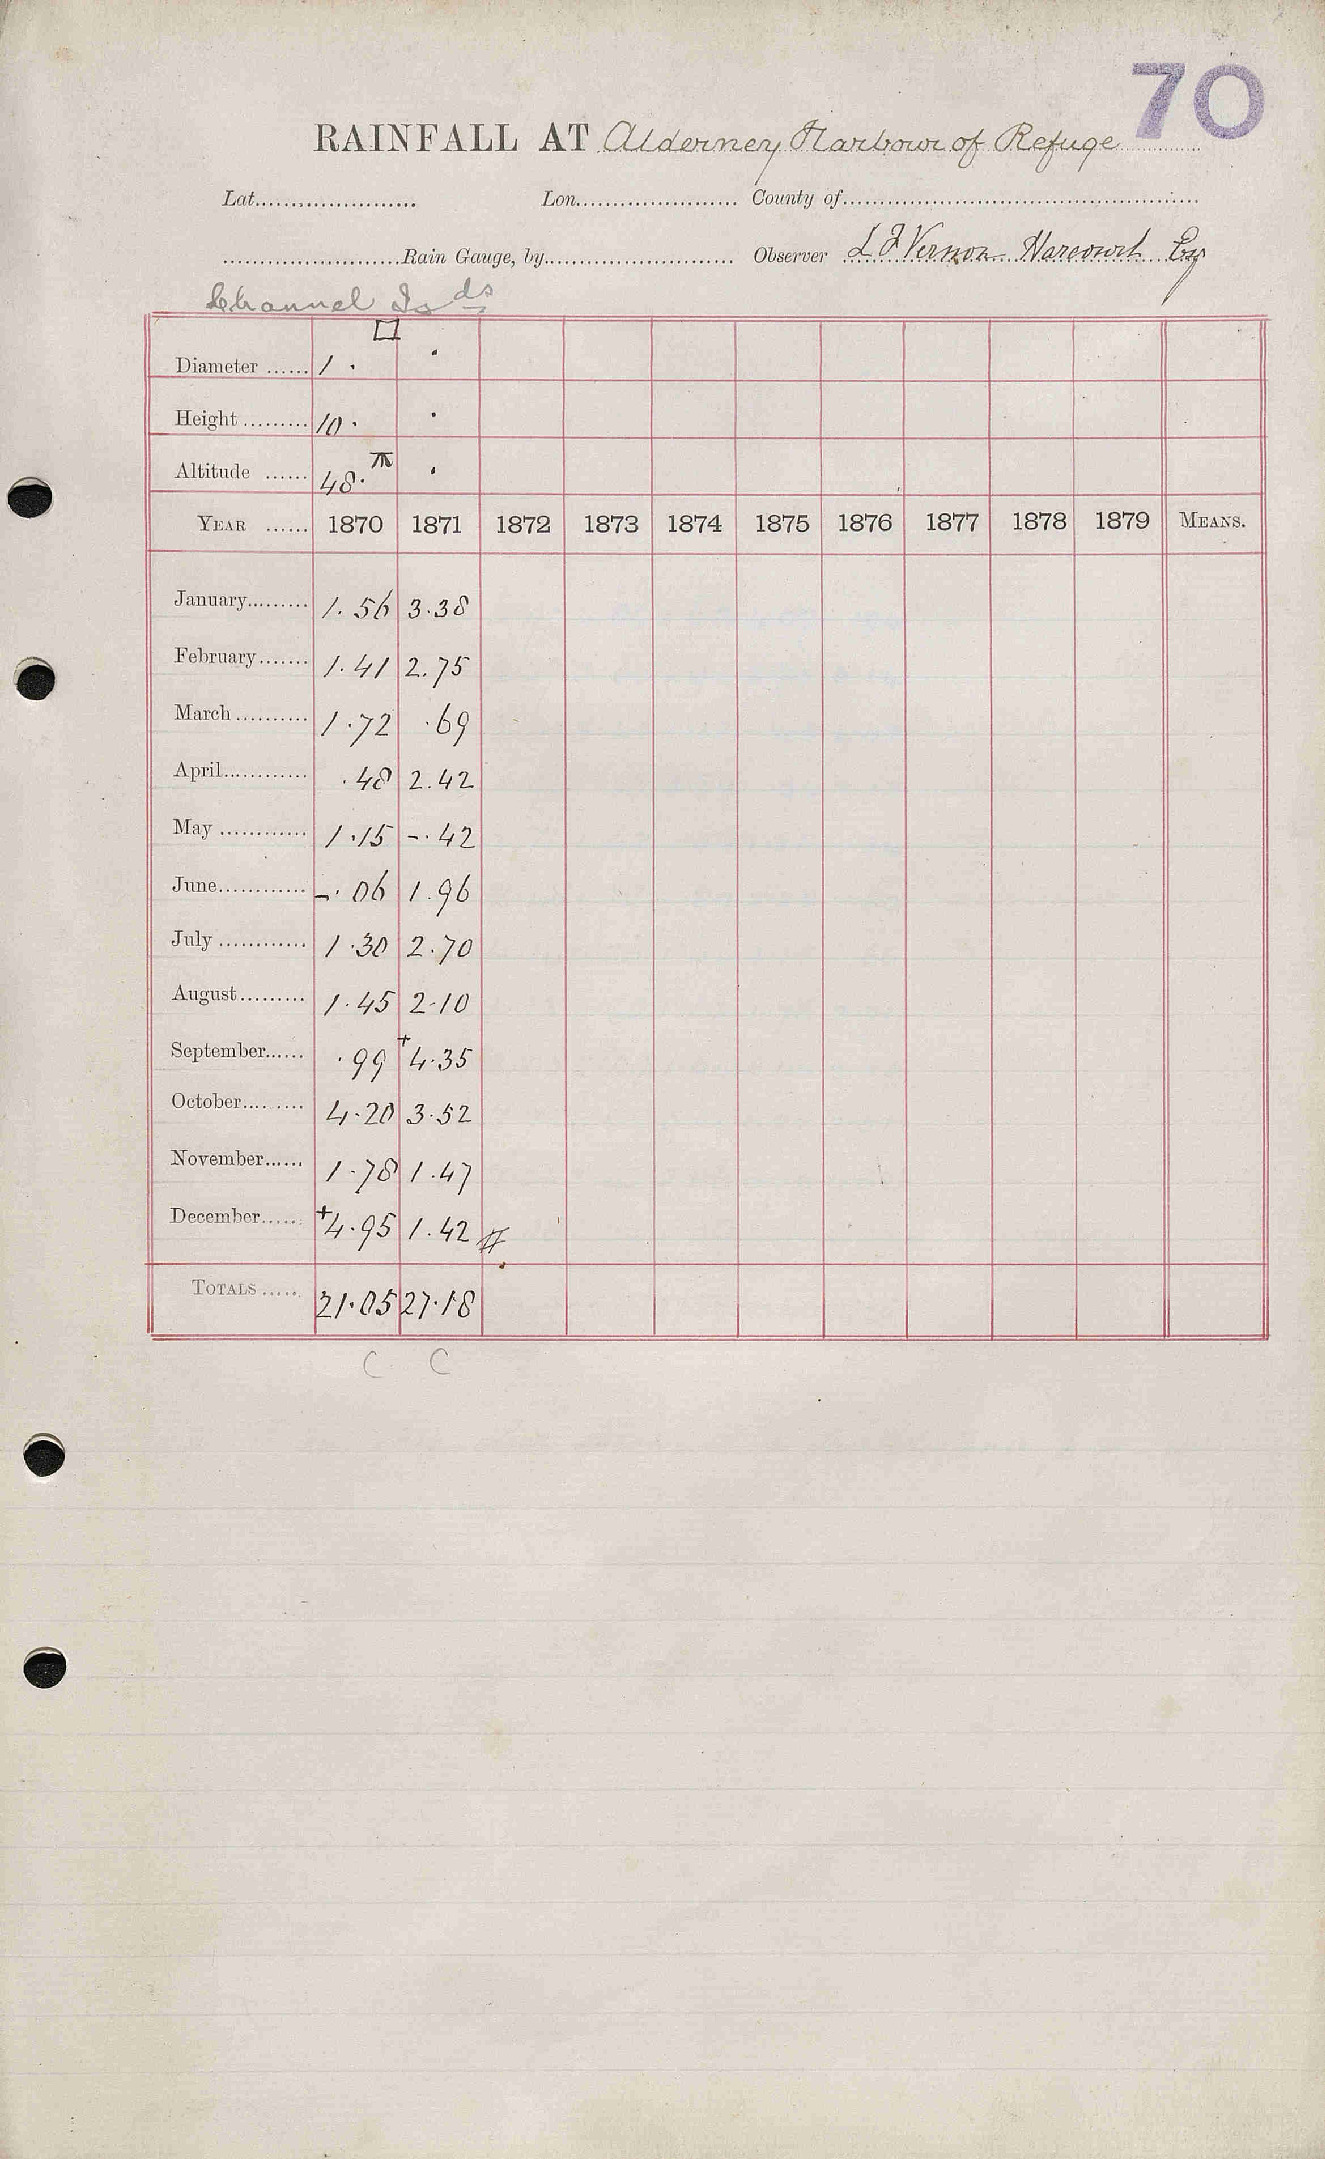 70
RAINFALL AT Alderney Harbour of Refuge
Lat. Lon. County of
Rain Gauge, by Observer L F Vernon Harcourt Esq
Channel Is ds
Diameter 1 .
Height 10 .
Altitude 48 .
YEAR 1870 1871 1872 1873 1874 1875 1876 1877 1878 1879 MEANS.
January 1.56 3.38
February 1.41 2.75
March 1.72 .69
April .48 2.42
May 1.15 -.42
June -.06 1.96
July 1.30 2.70
August 1.45 2.10
September .99 +4.35
October 4.20 3.52
November 1.78 1.47
December +4.95 1.42 #
TOTALS 21.05 27.18
C C